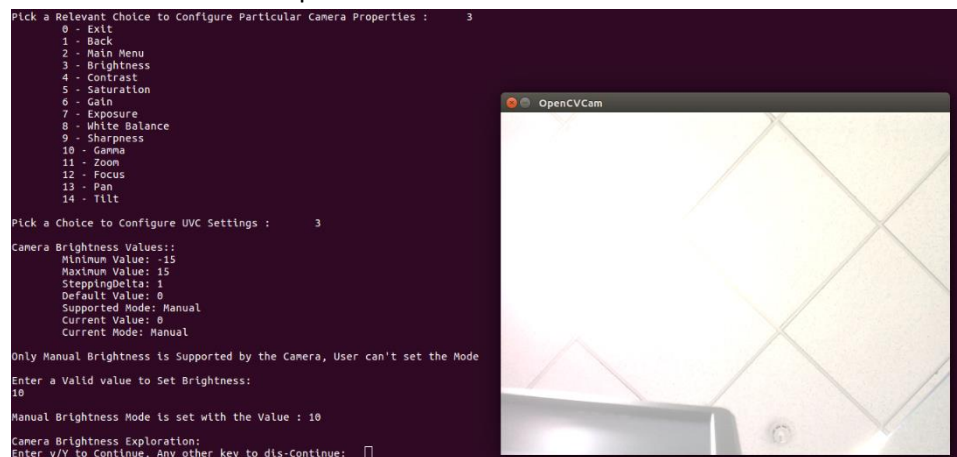 Pick a Relevant Choice to Configure Particular Camera Properties : 3
0 - Exit
1 - Back
2 - Main Menu
3 - Brightness
4 - Contrast
5 - Saturation
6 - Gain
7 - Exposure
8 - White Balance
9 - Sharpness
10 - Gamma
11 - Zoom
12 - Focus
13 - Pan
14 - Tilt
Pick a Choice to Configure UVC Settings : 3
Camera Brightness Values::
Minimum Value: -15
Maximum Value: 15
SteppingDelta: 1
Default Value: 0
Supported Mode: Manual
Current Value: 0
Current Mode: Manual
Only Manual Brightness is Supported by the Camera, User can't set the Mode
Enter a Valid value to Set Brightness:
10
Manual Brightness Mode is set with the Value : 10
Camera Brightness Exploration:
Enter y/Y to Continue, Any other key to dis-Continue:
OpenCVCam